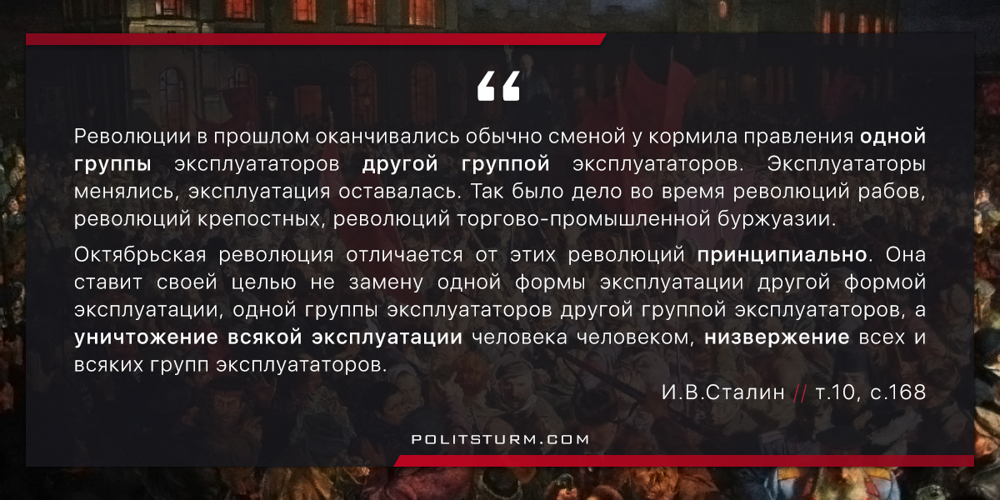 Революции в прошлом оканчивались обычно сменой у кормила правления одной
группы эксплуататоров другой группой эксплуататоров. Эксплуататоры
менялись, эксплуатация оставалась. Так было дело во время революций рабов,
революций крепостных, революций торгово-промышленной буржуазии.
Октябрьская революция отличается от этих революций принципиально. Она
ставит своей целью не замену одной формы эксплуатации другой формой
эксплуатации, одной группы эксплуататоров другой группой эксплуататоров, а
уничтожение всякой эксплуатации человека человеком, низвержение всех и
всяких групп эксплуататоров.
И.В.Сталин // т.10, с.168
POLITSTURM.COM